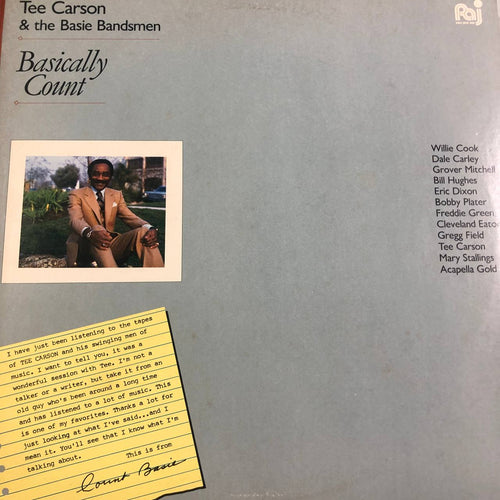 Tee Carson
& the Basie Bandsmen
Basically
Count
Paj
Willie Cook
Dale Carley
Grover Mitchell
Bill Hughes
Eric Dixon
Bobby Plater
Freddie Green
Cleveland Eato
Gregg Field
Tee Carson
Mary Stallings
Acapella Gold
I have just been listening to the tapes
of TEE CARSON and his swinging men of
music. I want to tell you, it was a
wonderful session with Tee. I'm not a
talker or a writer, but take it from an
old guy who's been around a long time
and has listened to a lot of music. This
is one of my favorites. Thanks a lot for
just looking at what I've said...and I
mean it. You'll see that I know what I'm
talking about. This is from
Count Basie